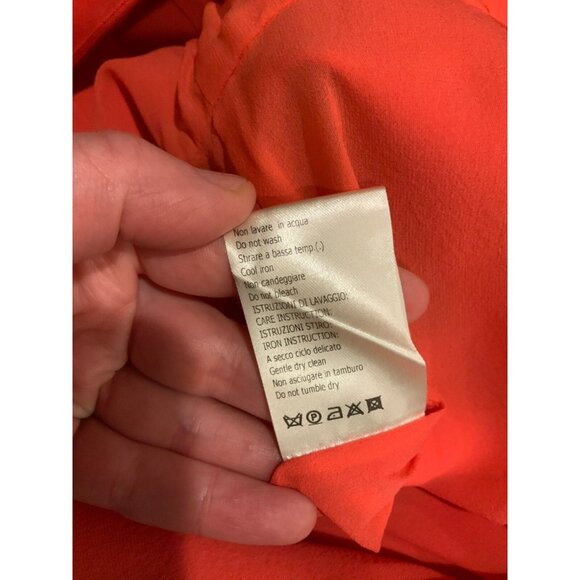 Non lavare in acqua
Do not wash
Stirare a bassa temp.(.)
Cool iron
Non candeggiare
Do not bleach
ISTRUZIONI DI LAVAGGIO:
CARE INSTRUCTION:
ISTRUZIONI STIRO:
IRON INSTRUCTION:
A secco ciclo delicato
Gentle dry clean
Non asciugare in tamburo
Do not tumble dry
P